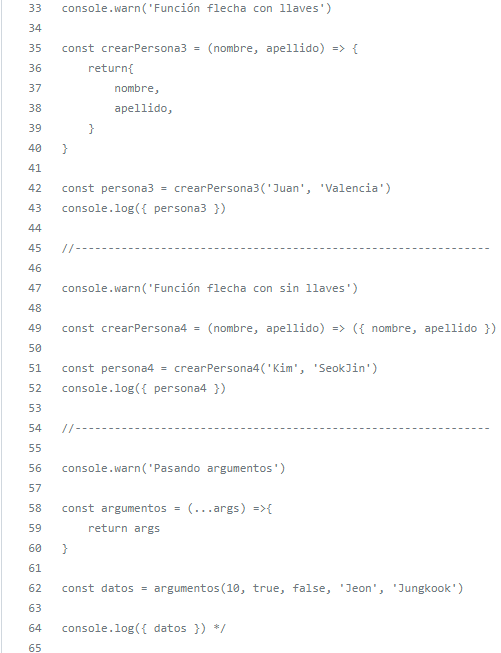 33 console.warn('Función flecha con llaves')
34
35 const crearPersona3 = (nombre, apellido) => {
36     return{
37         nombre,
38         apellido,
39     }
40 }
41
42 const persona3 = crearPersona3('Juan', 'Valencia')
43 console.log({ persona3 })
44
45 //---------------------------------------------------------------
46
47 console.warn('Función flecha con sin llaves')
48
49 const crearPersona4 = (nombre, apellido) => ({ nombre, apellido })
50
51 const persona4 = crearPersona4('Kim', 'SeokJin')
52 console.log({ persona4 })
53
54 //---------------------------------------------------------------
55
56 console.warn('Pasando argumentos')
57
58 const argumentos = (...args) =>{
59     return args
60 }
61
62 const datos = argumentos(10, true, false, 'Jeon', 'Jungkook')
63
64 console.log({ datos }) */
65